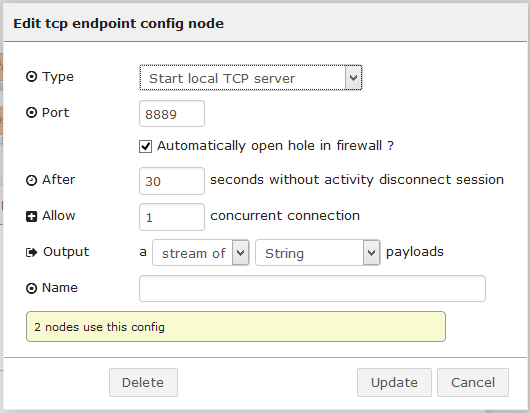 Edit tcp endpoint config node
Type Start local TCP server
Port 8889
Automatically open hole in firewall ?
After 30 seconds without activity disconnect session
Allow 1 concurrent connection
Output a stream of String payloads
Name
2 nodes use this config
Delete Update Cancel